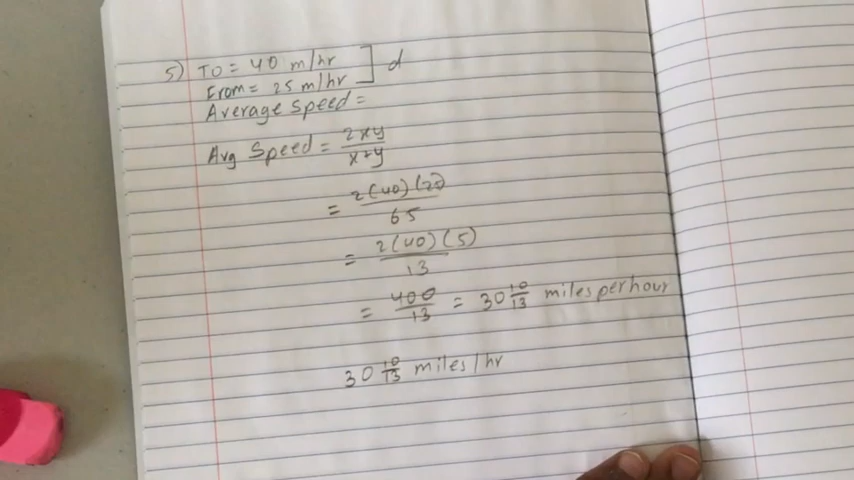 5) TO = 40 m/hr ] d
From = 25 m/hr
Average speed =
Avg Speed = 2xy/x+y
= 2(40)(25)/65
= 2(40)(5)/13
= 400/13 = 30 10/13 miles per hour
30 10/13 miles/hr